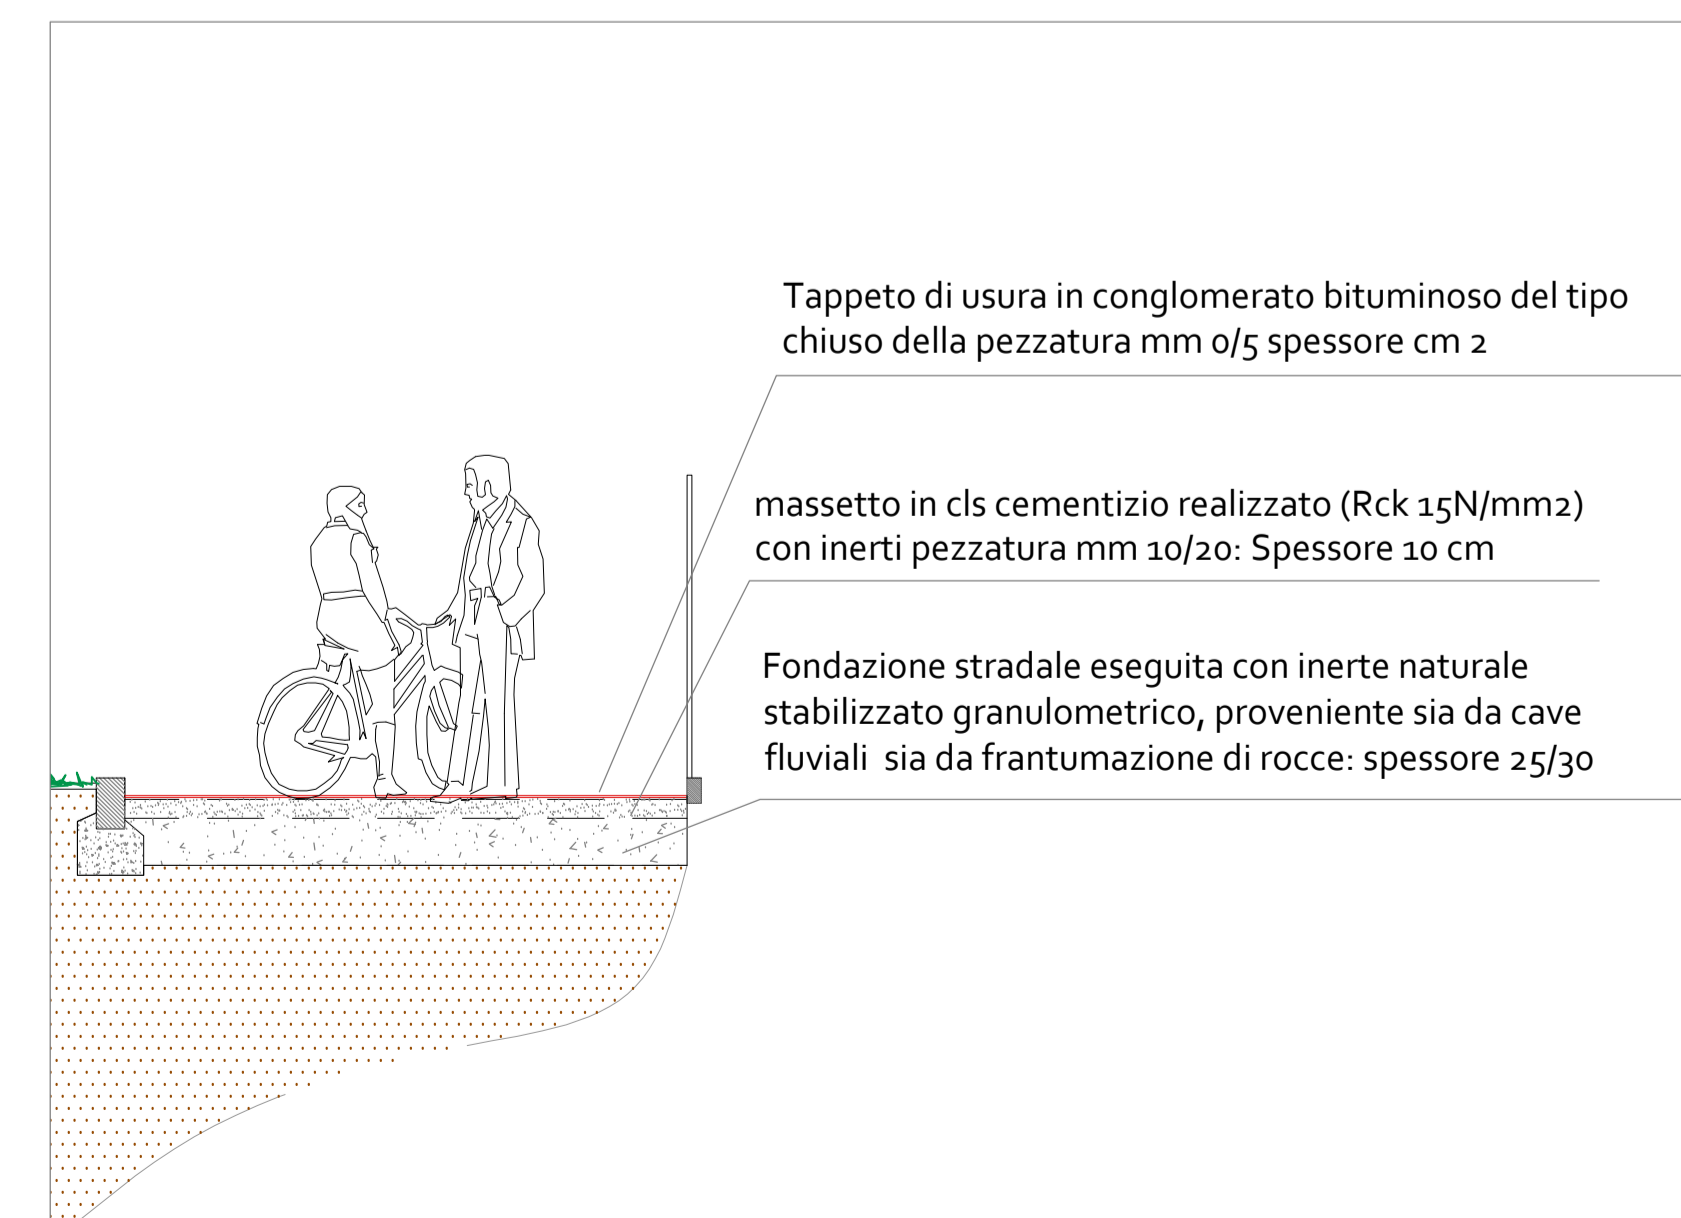 Tappeto di usura in conglomerato bituminoso del tipo
chiuso della pezzatura mm 0/5 spessore cm 2
massetto in cls cementizio realizzato (Rck 15N/mm2)
con inerti pezzatura mm 10/20: Spessore 10 cm
Fondazione stradale eseguita con inerte naturale
stabilizzato granulometrico, proveniente sia da cave
fluviali  sia da frantumazione di rocce: spessore 25/30